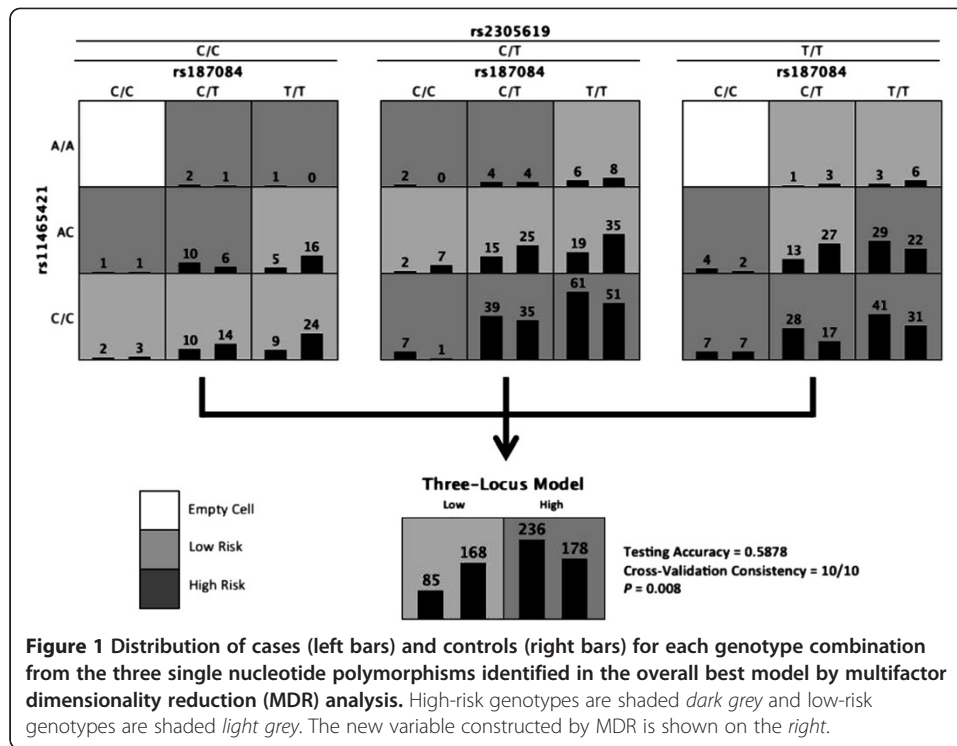 rs2305619
C/C C/T T/T
rs187084 rs187084 rs187084
C/C C/T T/T C/C C/T T/T C/C C/T T/T
rs11465421
A/A
2 1 1 0 2 0 4 4 6 8 1 3 3 6
AC
1 1 10 6 5 16 2 7 15 25 19 35 4 2 13 27 29 22
C/C
2 3 10 14 9 24 7 1 39 35 61 51 7 7 28 17 41 31
Three-Locus Model
Low High
85 168 236 178
Empty Cell
Low Risk
High Risk
Testing Accuracy = 0.5878
Cross-Validation Consistency = 10/10
P = 0.008
Figure 1 Distribution of cases (left bars) and controls (right bars) for each genotype combination
from the three single nucleotide polymorphisms identified in the overall best model by multifactor
dimensionality reduction (MDR) analysis. High-risk genotypes are shaded dark grey and low-risk
genotypes are shaded light grey. The new variable constructed by MDR is shown on the right.